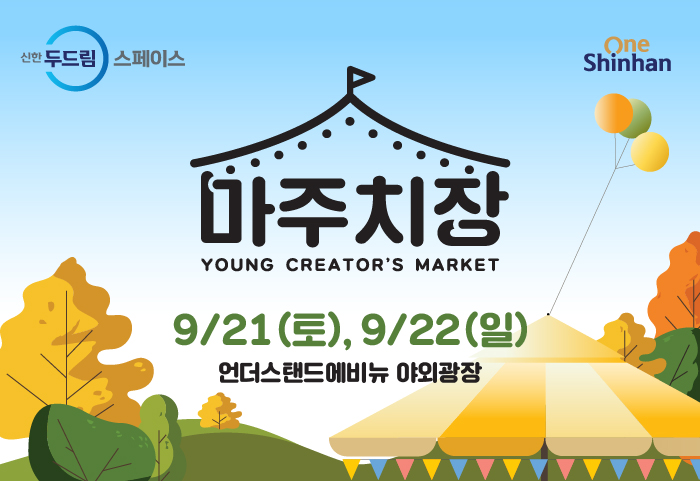 신한 두드림 스페이스
One
Shinhan
마주치장
YOUNG CREATOR'S MARKET
9/21(토), 9/22(일)
언더스탠드에비뉴 야외광장